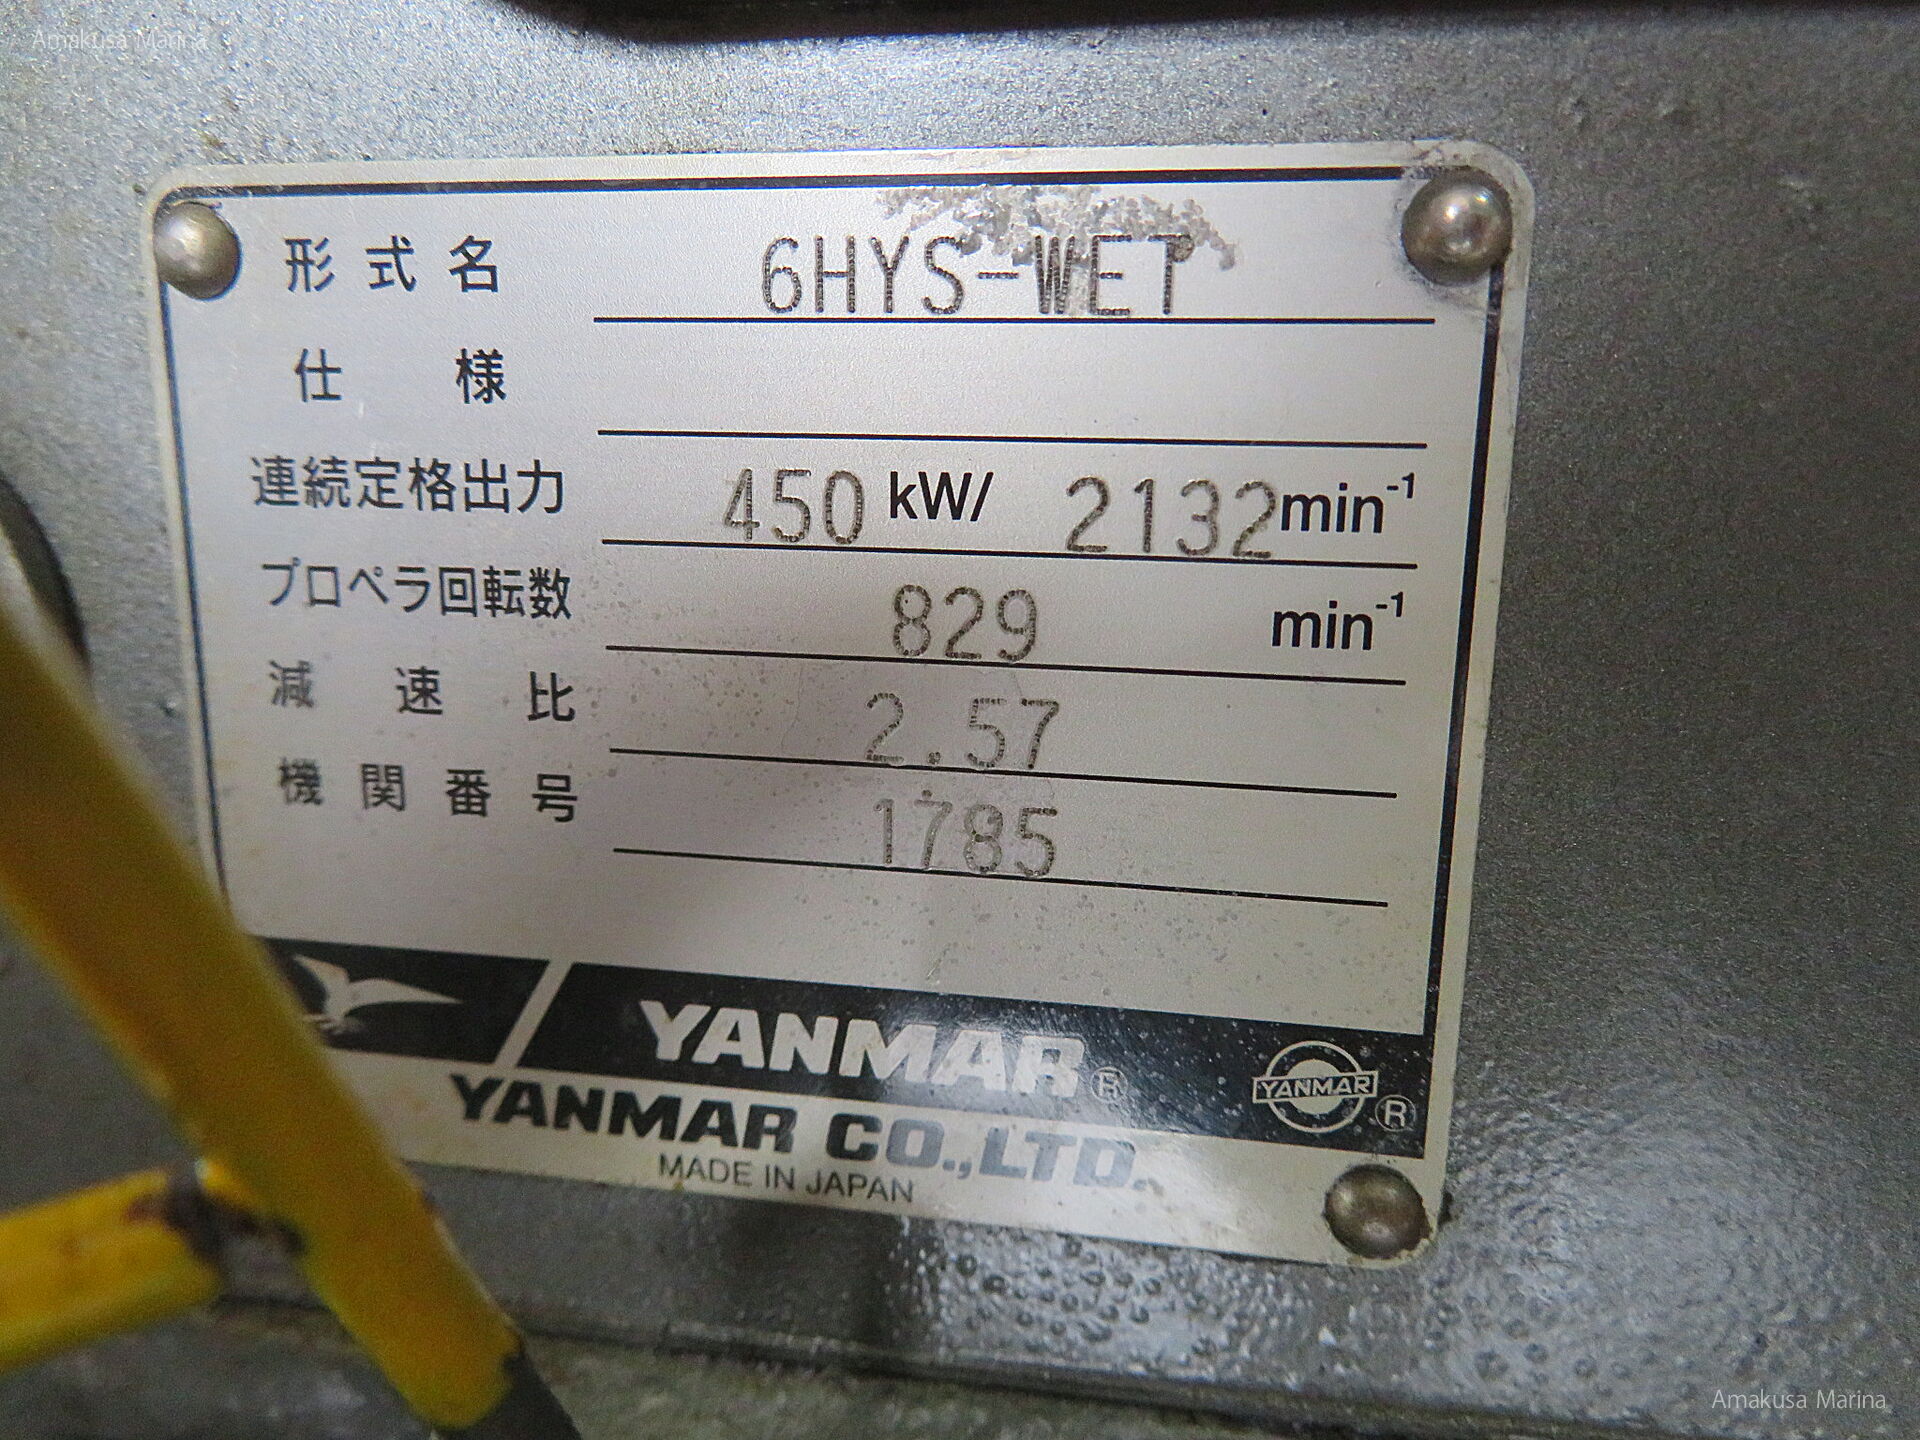 Amakusa Marina
形式名 6HYS-WET
仕様
連続定格出力 450 kW/ 2132 min⁻¹
プロペラ回転数 829 min⁻¹
減速比 2.57
機関番号 1785
YANMAR®
YANMAR ®
YANMAR CO.,LTD.
MADE IN JAPAN
Amakusa Marina